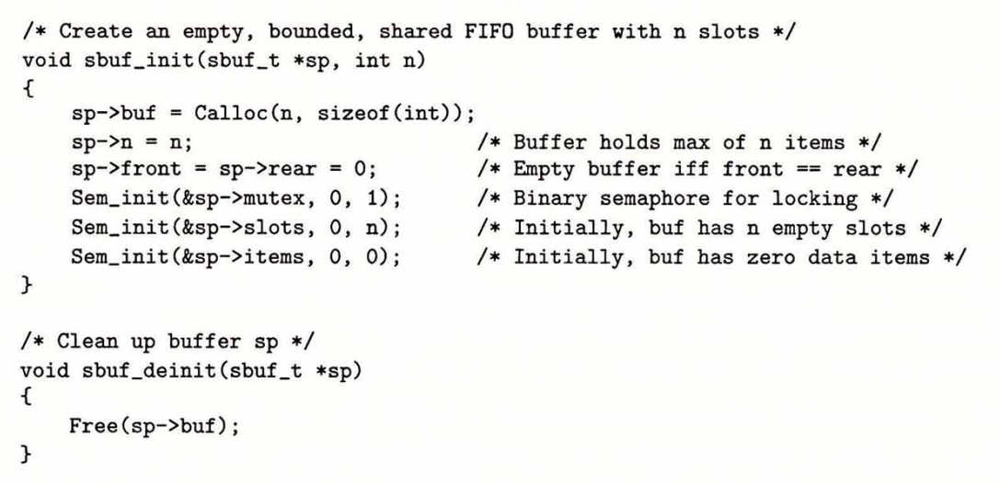 /* Create an empty, bounded, shared FIFO buffer with n slots */
void sbuf_init(sbuf_t *sp, int n)
{
    sp->buf = Calloc(n, sizeof(int));
    sp->n = n;                       /* Buffer holds max of n items */
    sp->front = sp->rear = 0;        /* Empty buffer iff front == rear */
    Sem_init(&sp->mutex, 0, 1);      /* Binary semaphore for locking */
    Sem_init(&sp->slots, 0, n);      /* Initially, buf has n empty slots */
    Sem_init(&sp->items, 0, 0);      /* Initially, buf has zero data items */
}

/* Clean up buffer sp */
void sbuf_deinit(sbuf_t *sp)
{
    Free(sp->buf);
}